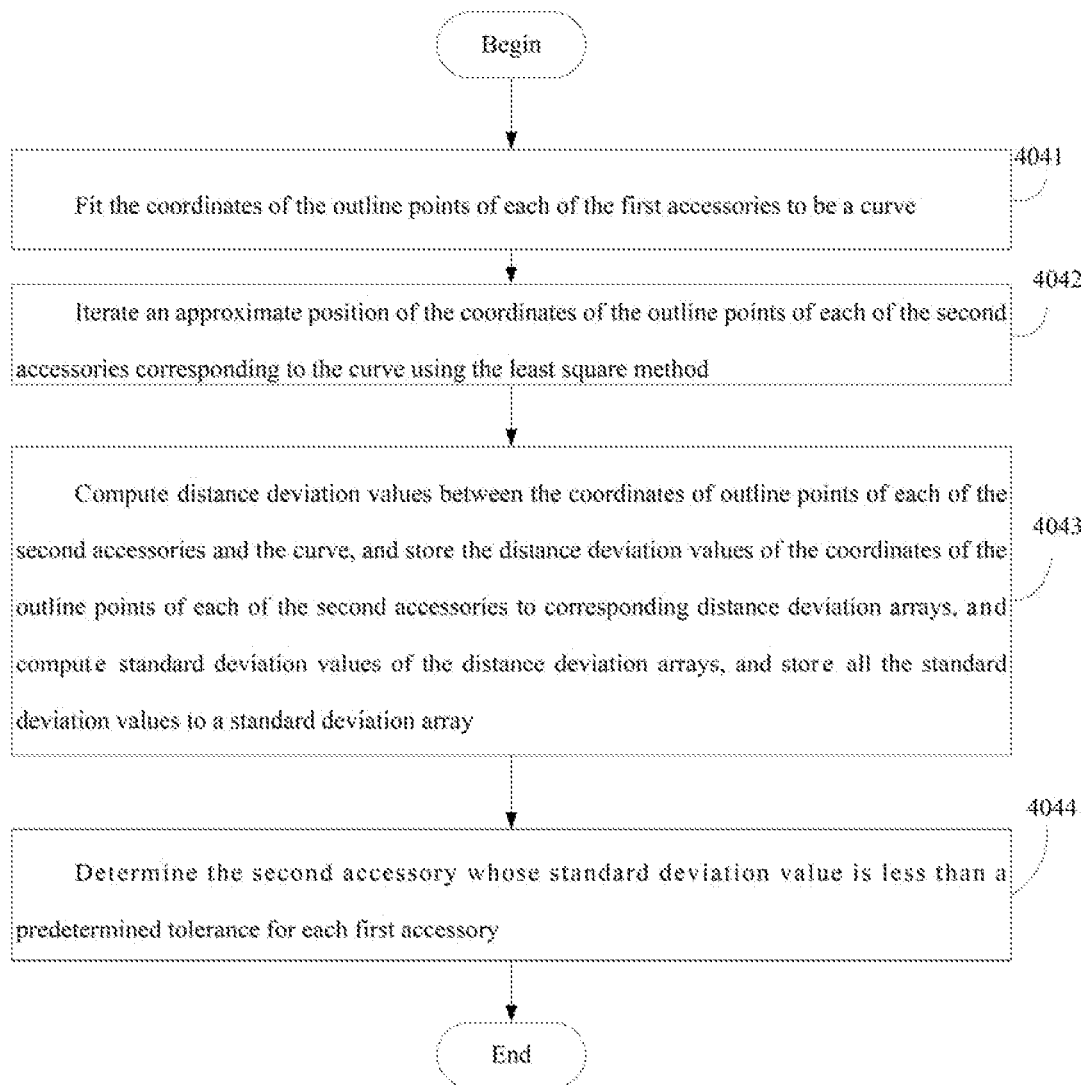 Begin
4041
Fit the coordinates of the outline points of each of the first accessories to be a curve
4042
Iterate an approximate position of the coordinates of the outline points of each of the second
accessories corresponding to the curve using the least square method
Compute distance deviation values between the coordinates of outline points of each of the
second accessories and the curve, and store the distance deviation values of the coordinates of the
4043
outline points of each of the second accessories to corresponding distance deviation arrays, and
compute standard deviation values of the distance deviation arrays, and store all the standard
deviation values to a standard deviation array
4044
Determine the second accessory whose standard deviation value is less than a
predetermined tolerance for each first accessory
End